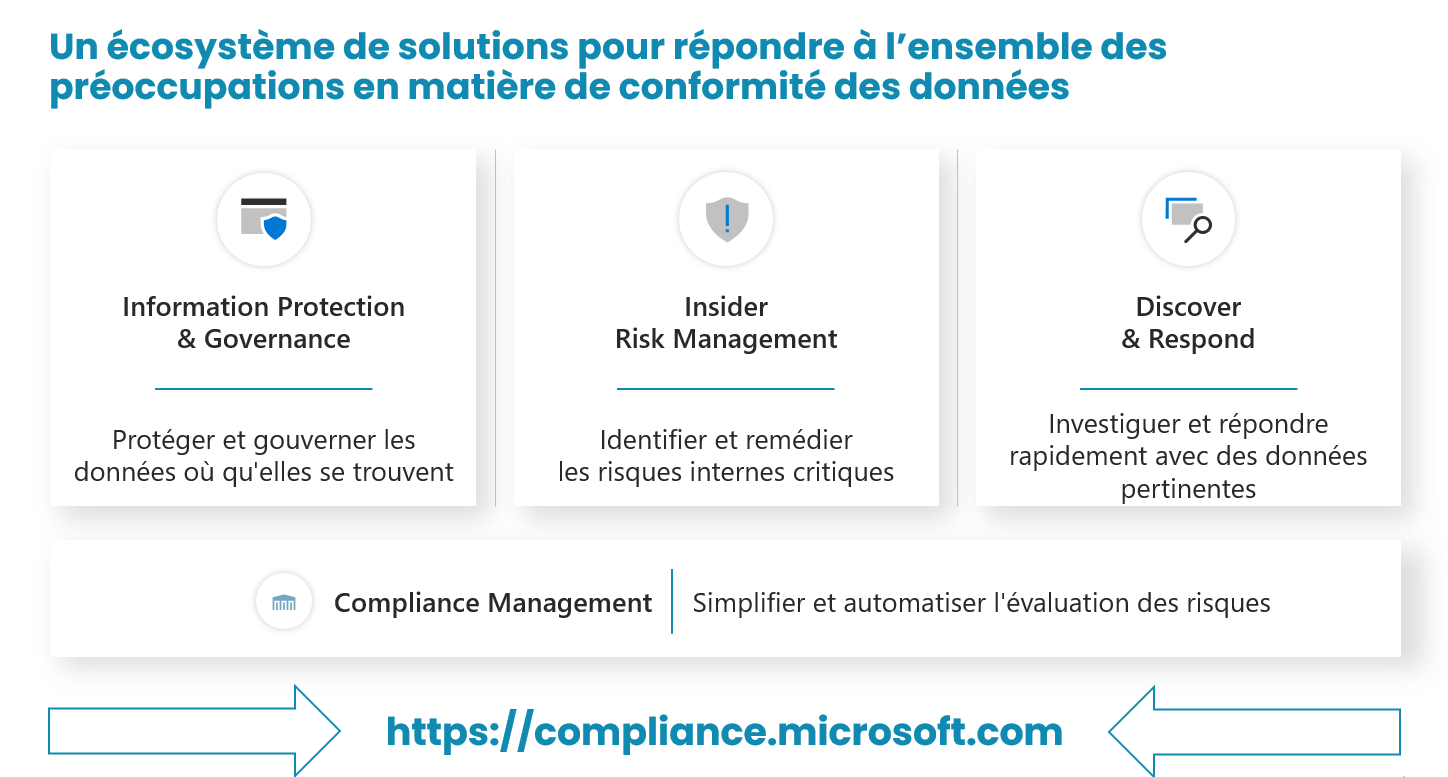 Un écosystème de solutions pour répondre à l’ensemble des
préoccupations en matière de conformité des données
Information Protection
& Governance
Protéger et gouverner les
données où qu'elles se trouvent
Insider
Risk Management
Identifier et remédier
les risques internes critiques
Discover
& Respond
Investiguer et répondre
rapidement avec des données
pertinentes
Compliance Management
Simplifier et automatiser l'évaluation des risques
https://compliance.microsoft.com